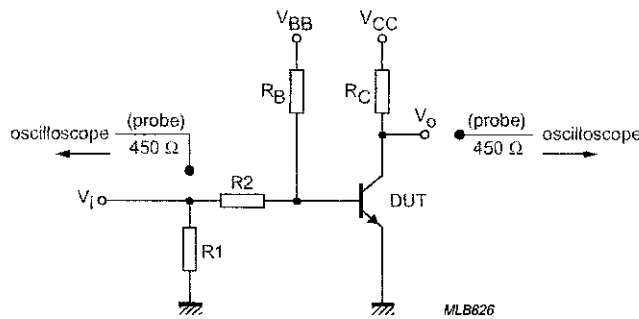 VBB
VCC
RB
RC
(probe)
oscilloscope
450 Ω
Vo
(probe)
oscilloscope
450 Ω
R2
Vi
DUT
R1
MLB826